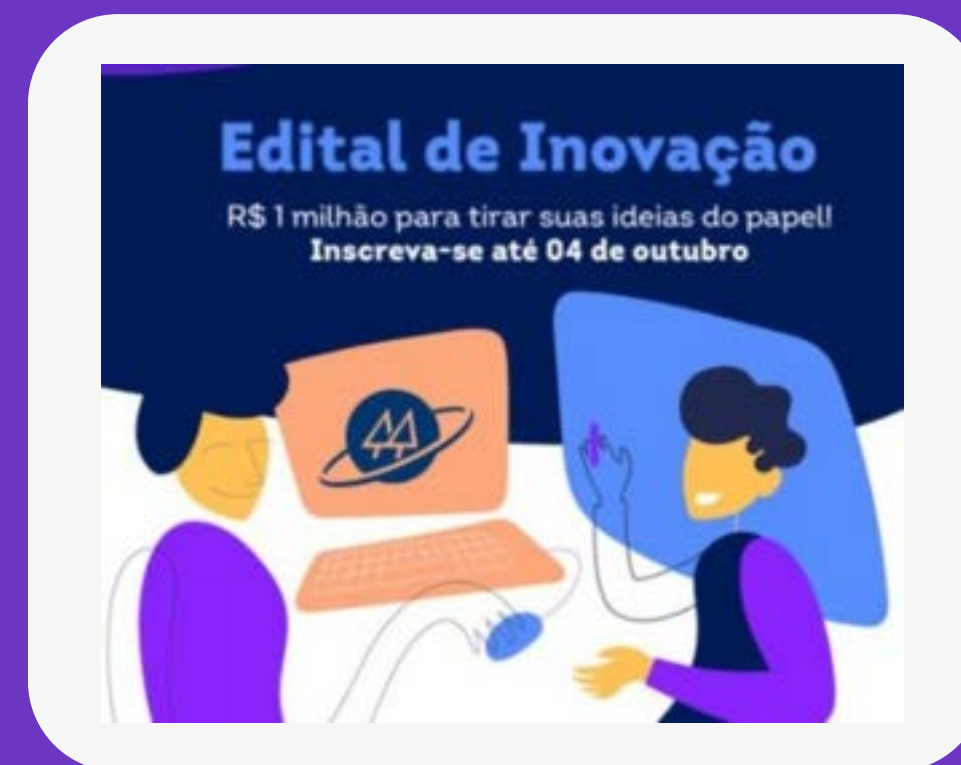 Edital de Inovação
R$ 1 milhão para tirar suas ideias do papel!
Inscreva-se até 04 de outubro